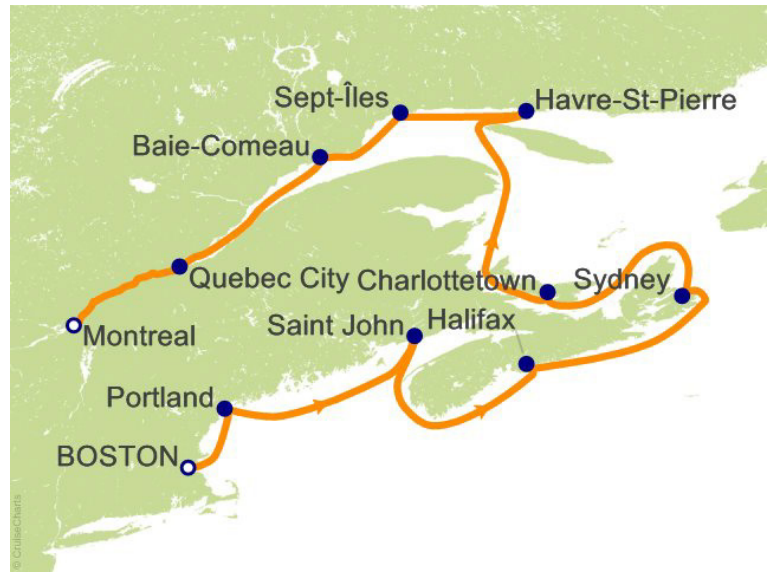 Sept-Îles
Havre-St-Pierre
Baie-Comeau
Quebec City
Charlottetown
Sydney
Montreal
Saint John
Halifax
Portland
BOSTON
© CruiseCharts